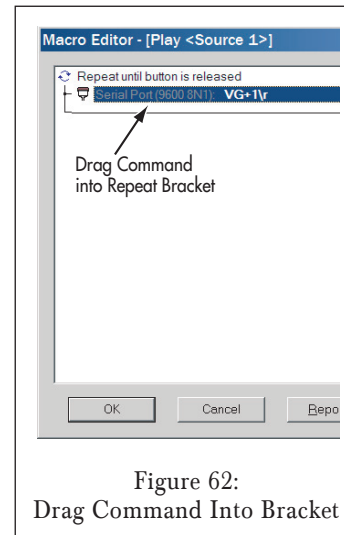 Macro Editor - [Play <Source 1>]
Repeat until button is released
Serial Port (9600 8N1): VG+1\r
Drag Command
into Repeat Bracket
OK Cancel Repo
Figure 62:
Drag Command Into Bracket